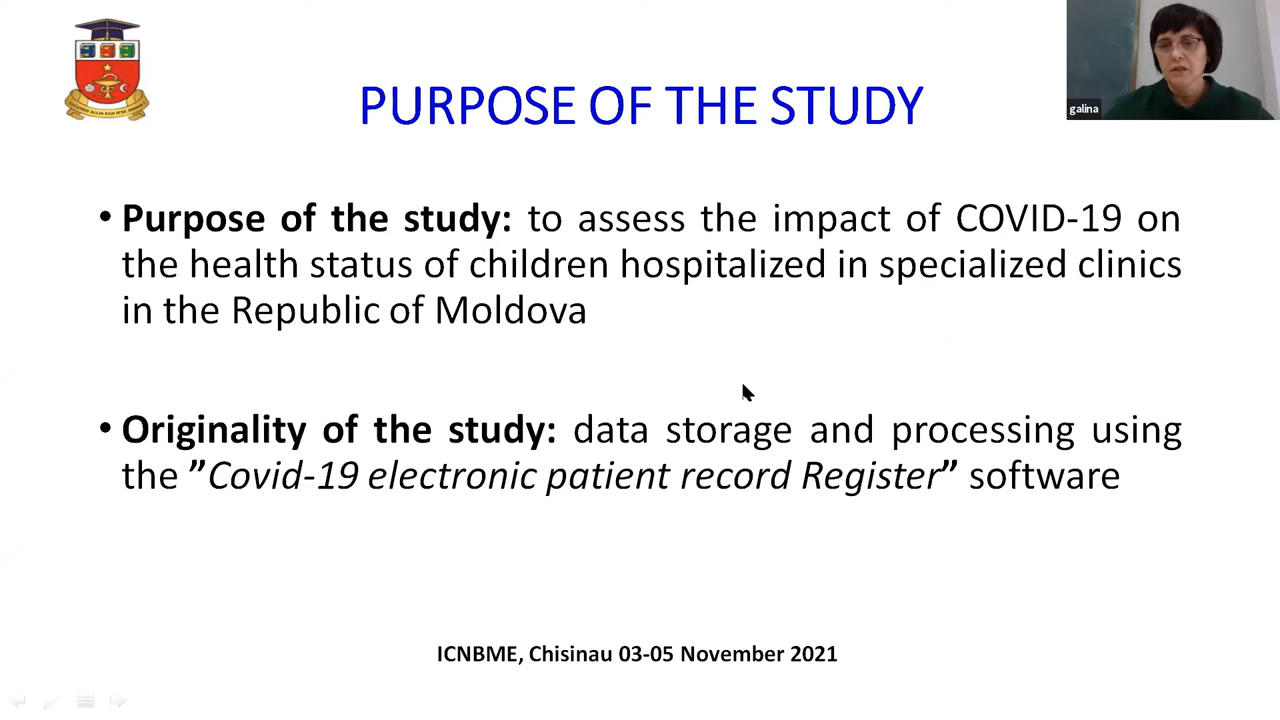 galina
PURPOSE OF THE STUDY
• Purpose of the study: to assess the impact of COVID-19 on
the health status of children hospitalized in specialized clinics
in the Republic of Moldova
• Originality of the study: data storage and processing using
the ”Covid-19 electronic patient record Register” software
ICNBME, Chisinau 03-05 November 2021